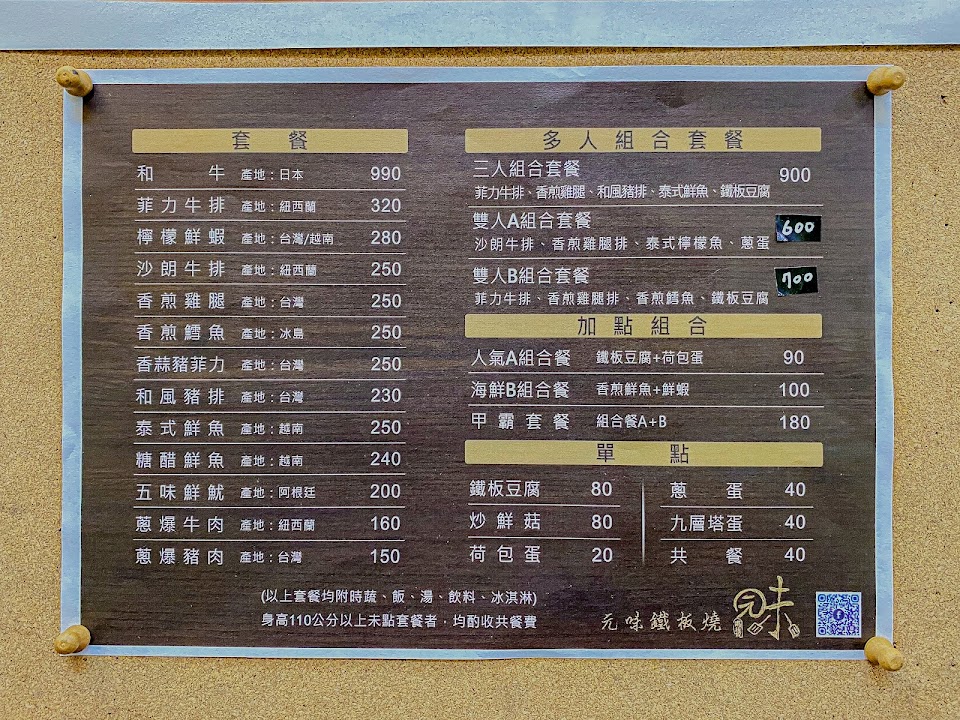 套餐
和牛 產地：日本 990
菲力牛排 產地：紐西蘭 320
檸檬鮮蝦 產地：台灣/越南 280
沙朗牛排 產地：紐西蘭 250
香煎雞腿 產地：台灣 250
香煎鱈魚 產地：冰島 250
香蒜豬菲力 產地：台灣 250
和風豬排 產地：台灣 230
泰式鮮魚 產地：越南 250
糖醋鮮魚 產地：越南 240
五味鮮魷 產地：阿根廷 200
蔥爆牛肉 產地：紐西蘭 160
蔥爆豬肉 產地：台灣 150
(以上套餐均附時蔬、飯、湯、飲料、冰淇淋)
身高110公分以上未點套餐者，均酌收共餐費
多人組合套餐
三人組合套餐 900
菲力牛排、香煎雞腿、和風豬排、泰式鮮魚、鐵板豆腐
雙人A組合套餐 600
沙朗牛排、香煎雞腿排、泰式檸檬魚、蔥蛋
雙人B組合套餐 700
菲力牛排、香煎雞腿排、香煎鱈魚、鐵板豆腐
加點組合
人氣A組合餐 鐵板豆腐+荷包蛋 90
海鮮B組合餐 香煎鮮魚+鮮蝦 100
甲霸套餐 組合餐A+B 180
單點
鐵板豆腐 80
炒鮮菇 80
荷包蛋 20
蔥蛋 40
九層塔蛋 40
共餐 40
元味鐵板燒
元味